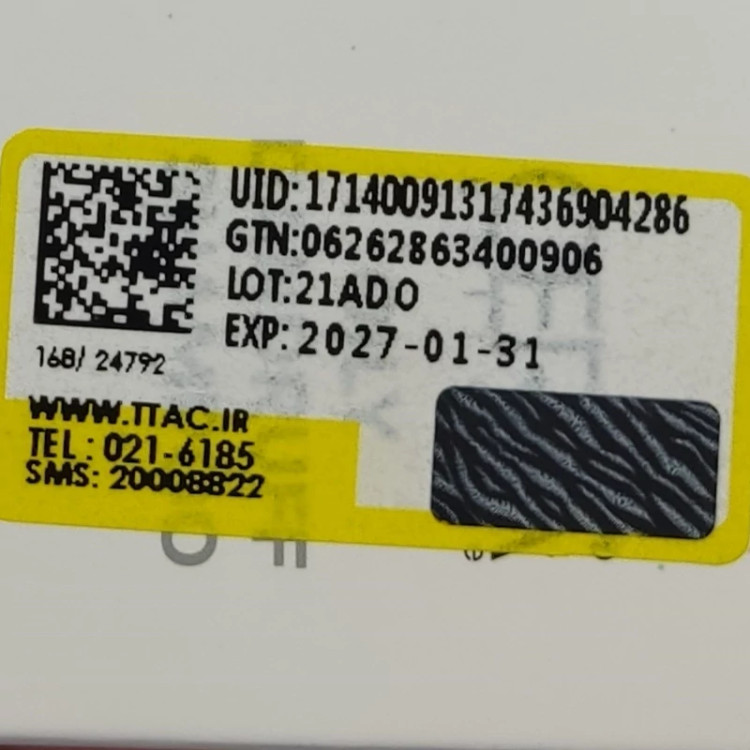 UID:17140091317436904286
GTN:06262863400906
LOT:21ADO
EXP: 2027-01-31
168/ 24792
WWW.TTAC.IR
TEL : 021-6185
SMS: 20008822